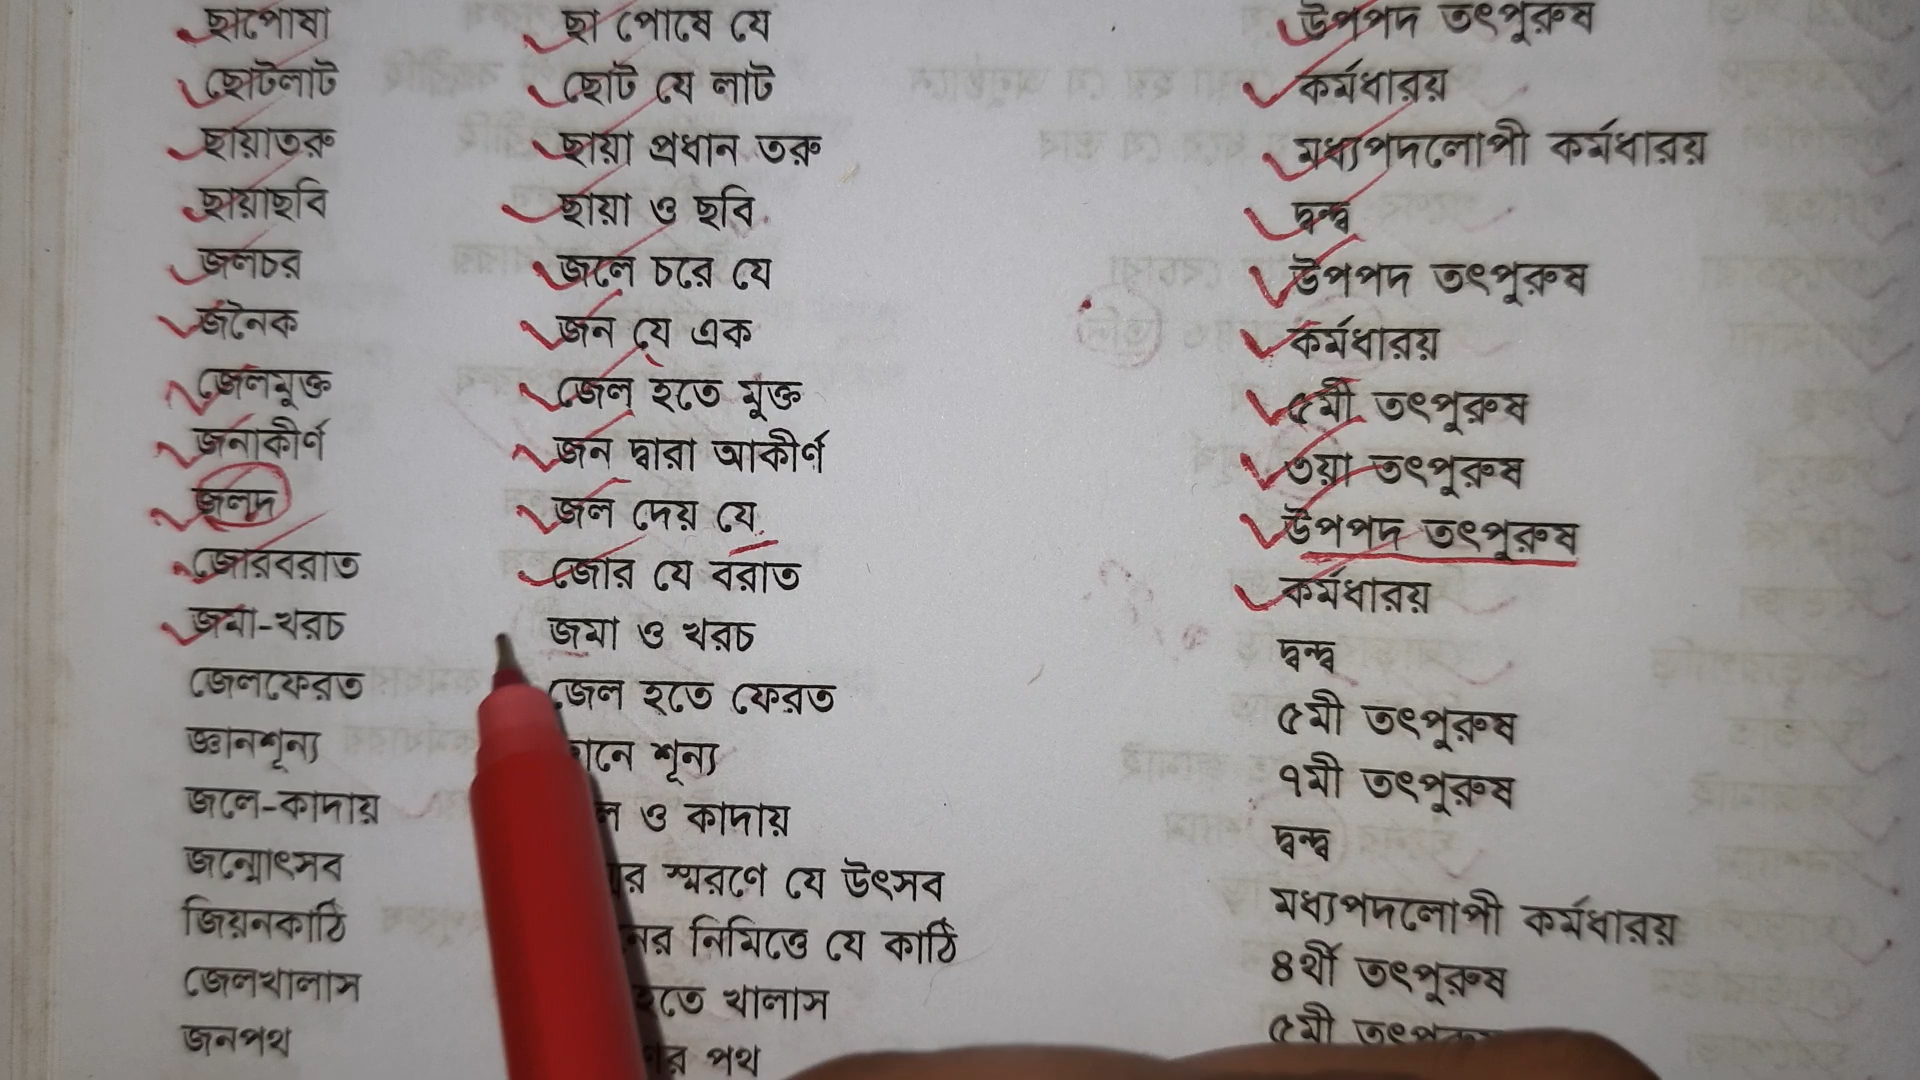 ছাপোষা ছা পোষে যে উপপদ তৎপুরুষ
ছোটলাট ছোট যে লাট কর্মধারয়
ছায়াতরু ছায়া প্রধান তরু মধ্যপদলোপী কর্মধারয়
ছায়াছবি ছায়া ও ছবি দ্বন্দ্ব
জলচর জলে চরে যে উপপদ তৎপুরুষ
জনৈক জন যে এক কর্মধারয়
জেলমুক্ত জেল হতে মুক্ত ৫মী তৎপুরুষ
জনাকীর্ণ জন দ্বারা আকীর্ণ ৩য়া তৎপুরুষ
জলদ জল দেয় যে উপপদ তৎপুরুষ
জোরবরাত জোর যে বরাত কর্মধারয়
জমা-খরচ জমা ও খরচ দ্বন্দ্ব
জেলফেরত জেল হতে ফেরত ৫মী তৎপুরুষ
জ্ঞানশূন্য শূন্য ৭মী তৎপুরুষ
জলে-কাদায় ও কাদায় দ্বন্দ্ব
জন্মোৎসব স্মরণে যে উৎসব মধ্যপদলোপী কর্মধারয়
জিয়নকাঠি নিমিত্তে যে কাঠি ৪র্থী তৎপুরুষ
জেলখালাস হতে খালাস ৫মী তৎপুরুষ
জনপথ পথ